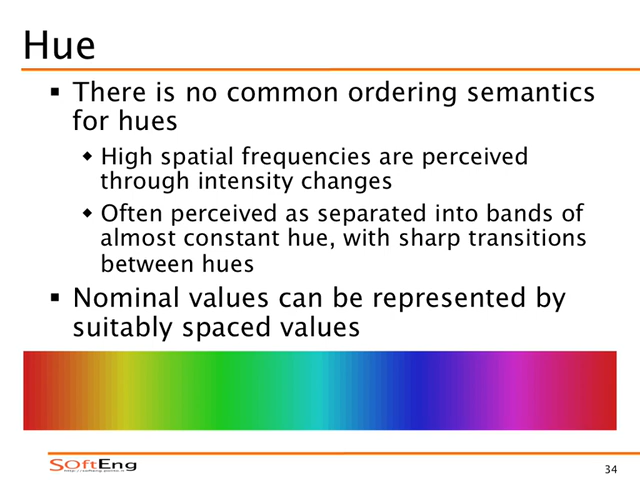 Hue
▪ There is no common ordering semantics
for hues
◆ High spatial frequencies are perceived
through intensity changes
◆ Often perceived as separated into bands of
almost constant hue, with sharp transitions
between hues
▪ Nominal values can be represented by
suitably spaced values
SOftEng
34